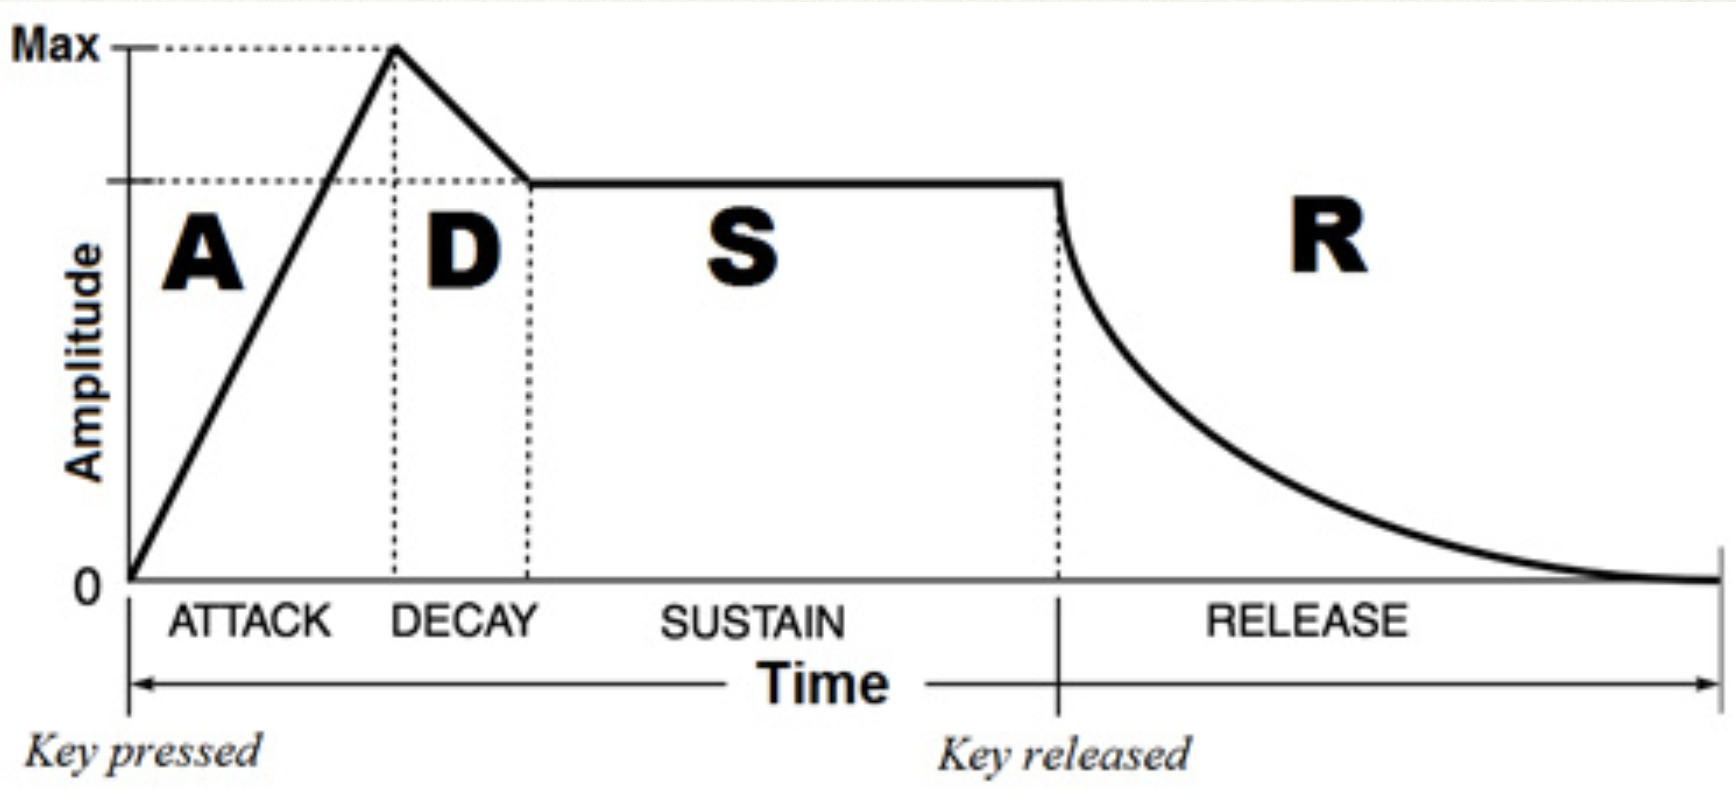 Max
A
D
S
R
Amplitude
0
ATTACK
DECAY
SUSTAIN
RELEASE
Time
Key pressed
Key released